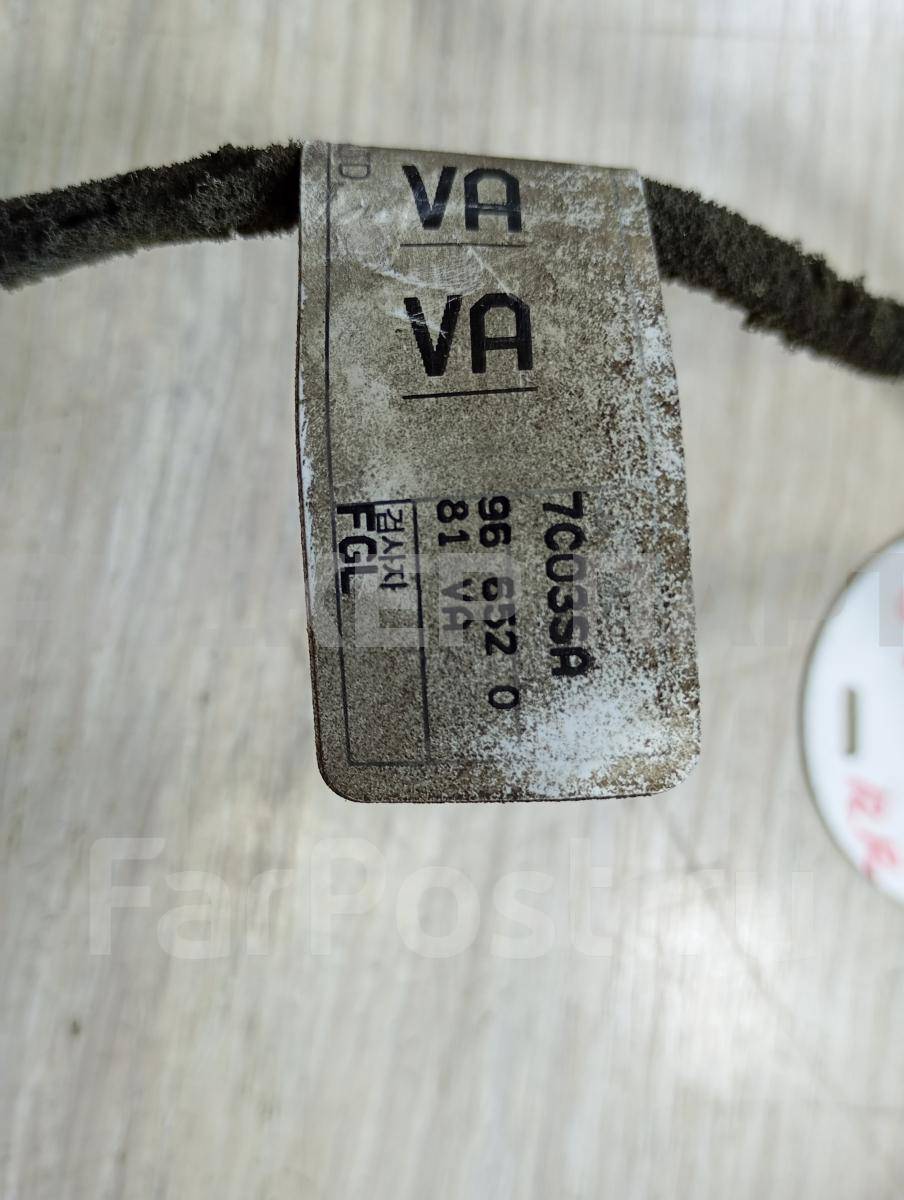 VA
VA
7C03SA
96 652 0
81 VA
검사자
FGL
FarPost.ru